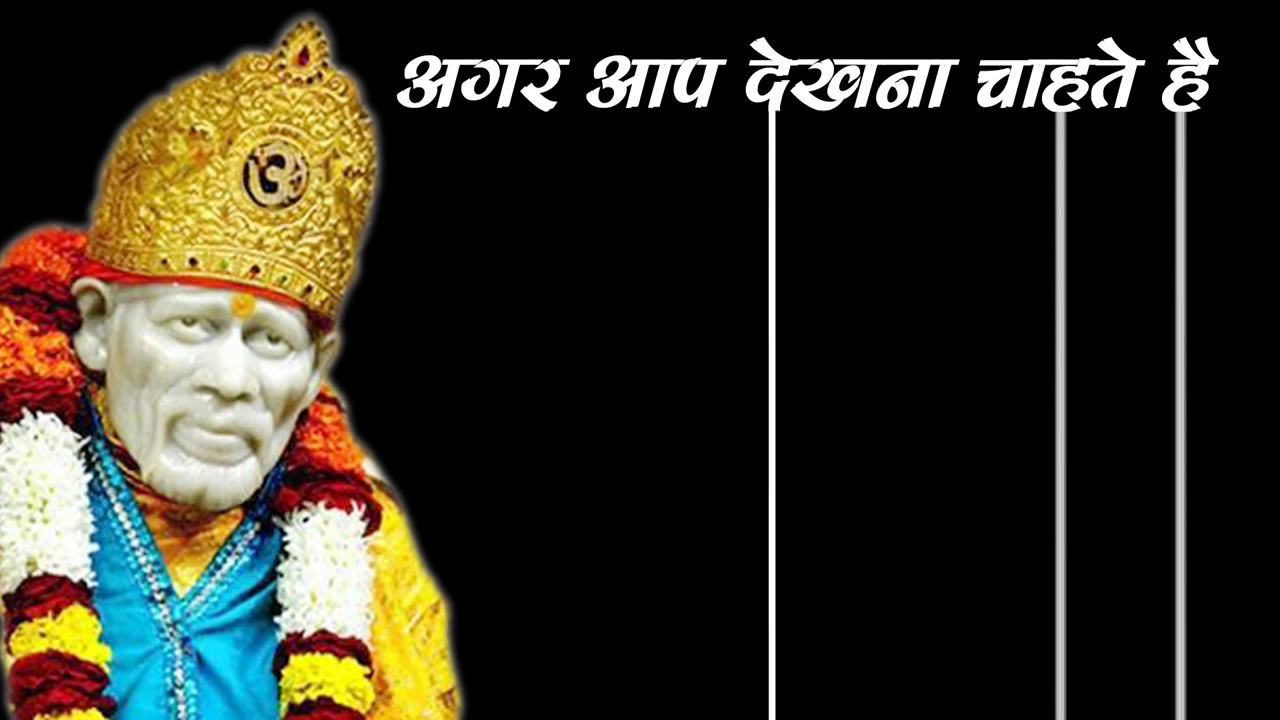 अगर आप देखना चाहते है
ॐ